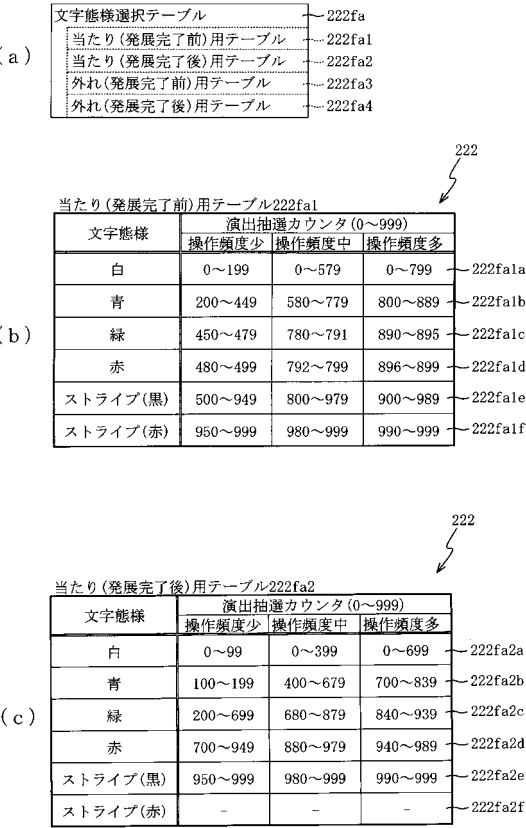 (a)
文字態様選択テーブル 222fa
当たり(発展完了前)用テーブル 222fa1
当たり(発展完了後)用テーブル 222fa2
外れ(発展完了前)用テーブル 222fa3
外れ(発展完了後)用テーブル 222fa4
222
(b)
当たり(発展完了前)用テーブル222fa1
文字態様 演出抽選カウンタ(0～999)
操作頻度少 操作頻度中 操作頻度多
白 0～199 0～579 0～799 222fa1a
青 200～449 580～779 800～889 222fa1b
緑 450～479 780～791 890～895 222fa1c
赤 480～499 792～799 896～899 222fa1d
ストライプ(黒) 500～949 800～979 900～989 222fa1e
ストライプ(赤) 950～999 980～999 990～999 222fa1f
222
(c)
当たり(発展完了後)用テーブル222fa2
文字態様 演出抽選カウンタ(0～999)
操作頻度少 操作頻度中 操作頻度多
白 0～99 0～399 0～699 222fa2a
青 100～199 400～679 700～839 222fa2b
緑 200～699 680～879 840～939 222fa2c
赤 700～949 880～979 940～989 222fa2d
ストライプ(黒) 950～999 980～999 990～999 222fa2e
ストライプ(赤) － － － 222fa2f